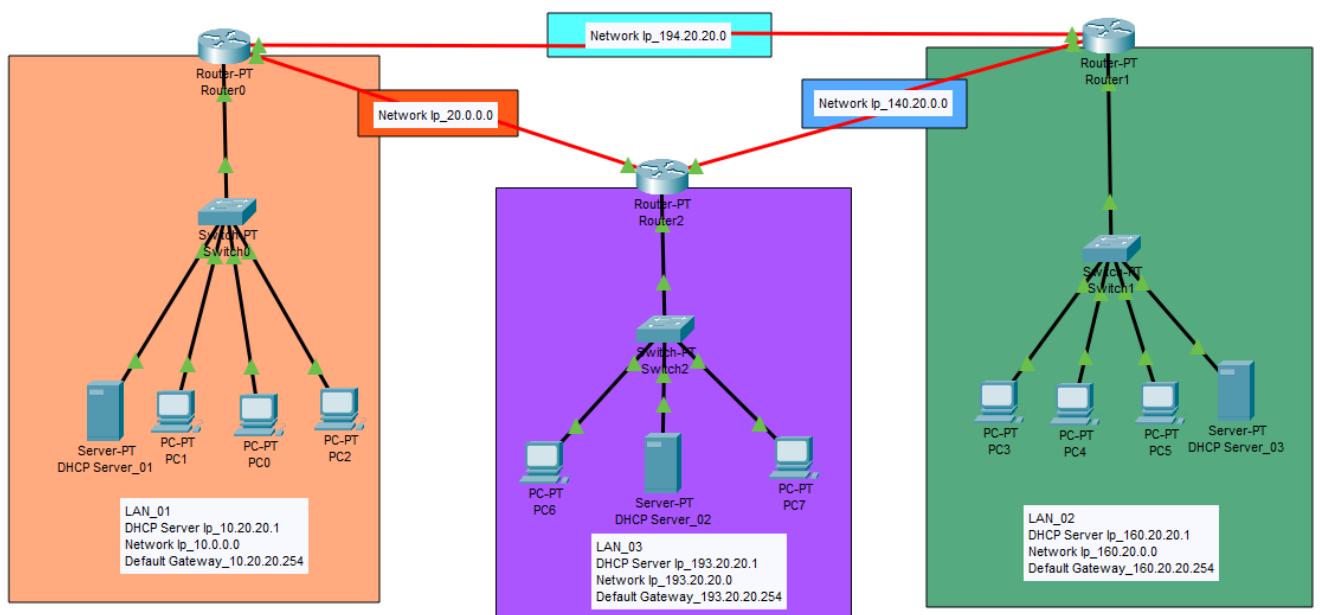 Network Ip_194.20.20.0
Router-PT
Router0
Router-PT
Router1
Network Ip_20.0.0.0
Network Ip_140.20.0.0
Router-PT
Router2
Switch-PT
Switch0
Switch-PT
Switch1
Switch-PT
Switch2
Server-PT
DHCP Server_01
PC-PT
PC1
PC-PT
PC0
PC-PT
PC2
PC-PT
PC6
Server-PT
DHCP Server_02
PC-PT
PC7
PC-PT
PC3
PC-PT
PC4
PC-PT
PC5
Server-PT
DHCP Server_03
LAN_01
DHCP Server Ip_10.20.20.1
Network Ip_10.0.0.0
Default Gateway_10.20.20.254
LAN_03
DHCP Server Ip_193.20.20.1
Network Ip_193.20.20.0
Default Gateway_193.20.20.254
LAN_02
DHCP Server Ip_160.20.20.1
Network Ip_160.20.0.0
Default Gateway_160.20.20.254